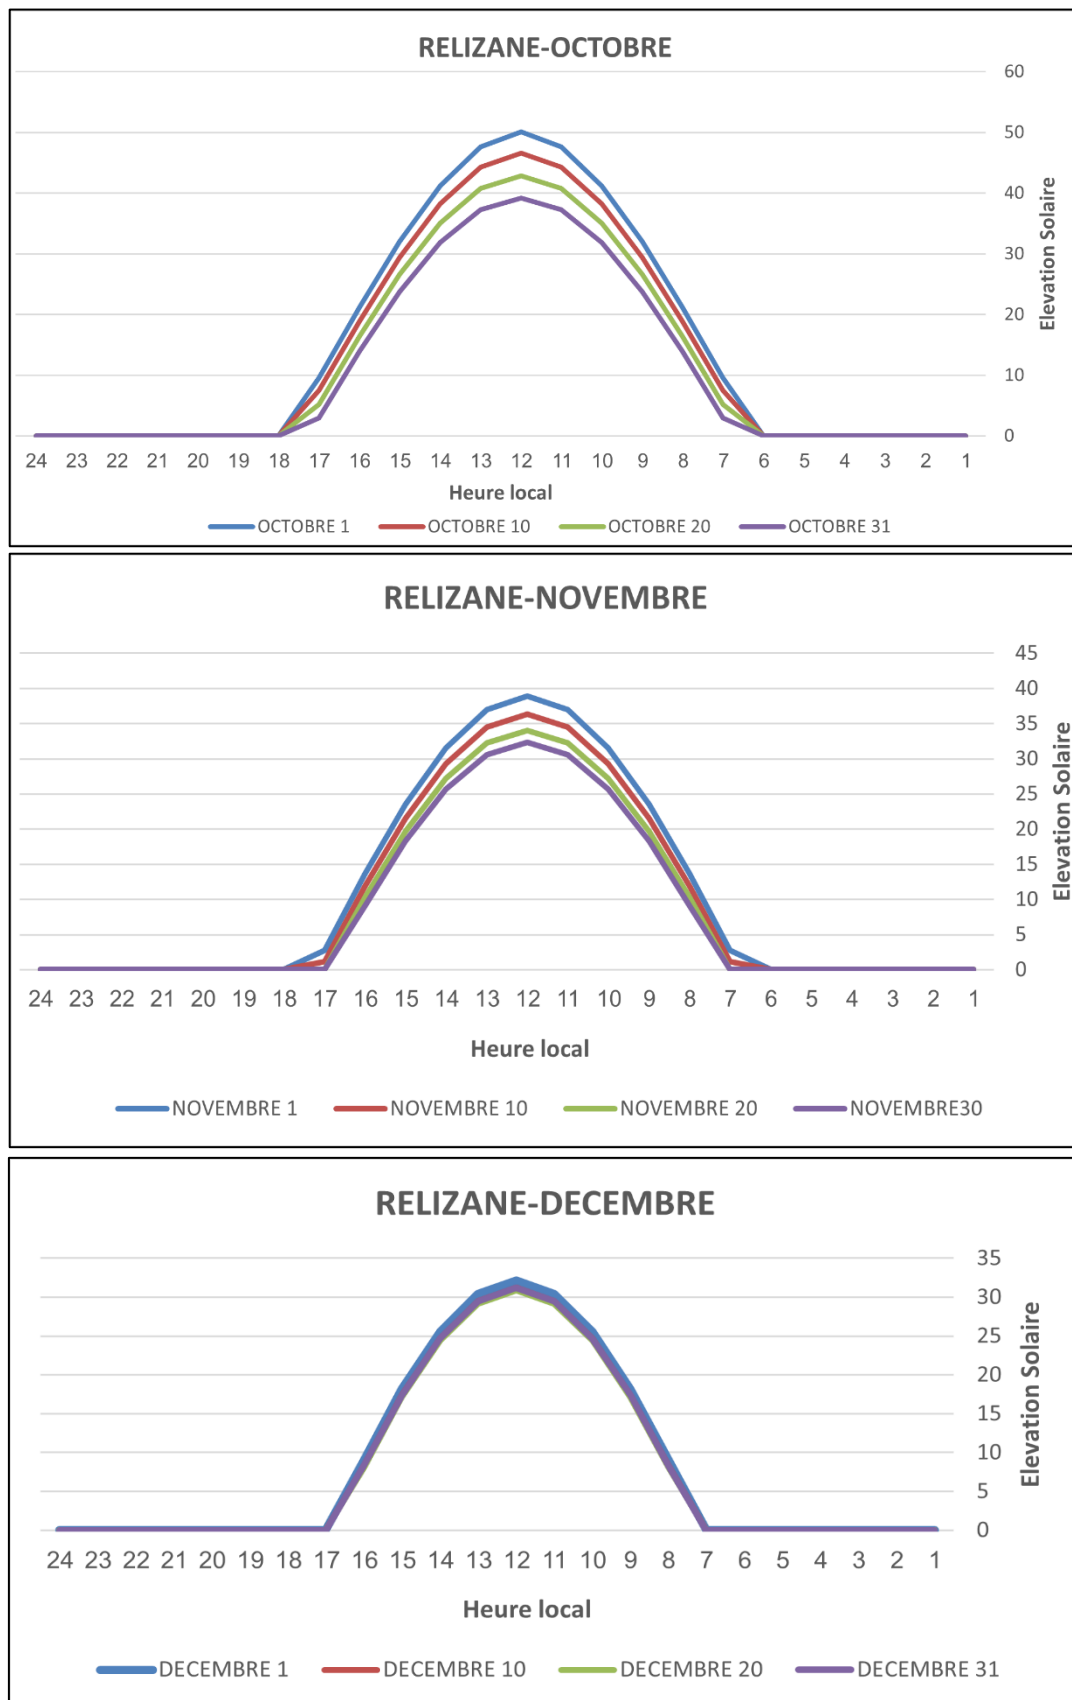 RELIZANE-OCTOBRE
60
50
40
30
20
10
0
Elevation Solaire
24 23 22 21 20 19 18 17 16 15 14 13 12 11 10 9 8 7 6 5 4 3 2 1
Heure local
OCTOBRE 1 OCTOBRE 10 OCTOBRE 20 OCTOBRE 31
RELIZANE-NOVEMBRE
45
40
35
30
25
20
15
10
5
0
Elevation Solaire
24 23 22 21 20 19 18 17 16 15 14 13 12 11 10 9 8 7 6 5 4 3 2 1
Heure local
NOVEMBRE 1 NOVEMBRE 10 NOVEMBRE 20 NOVEMBRE30
RELIZANE-DECEMBRE
35
30
25
20
15
10
5
0
Elevation Solaire
24 23 22 21 20 19 18 17 16 15 14 13 12 11 10 9 8 7 6 5 4 3 2 1
Heure local
DECEMBRE 1 DECEMBRE 10 DECEMBRE 20 DECEMBRE 31